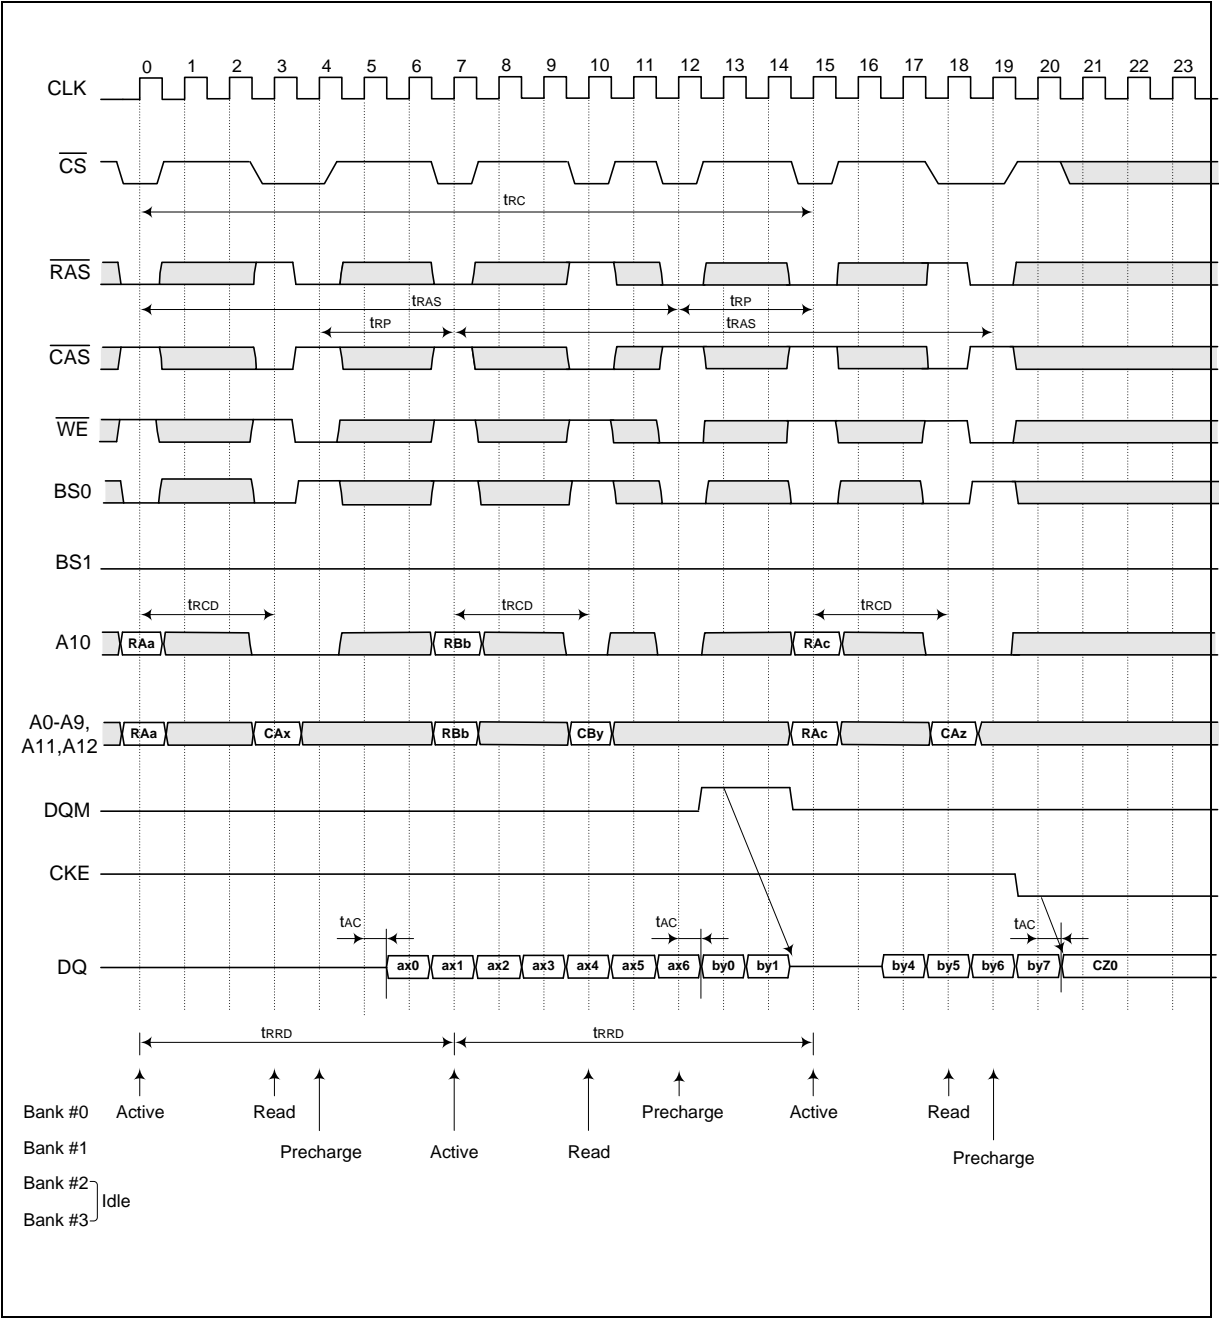 0 1 2 3 4 5 6 7 8 9 10 11 12 13 14 15 16 17 18 19 20 21 22 23
CLK
CS
tRC
RAS
tRAS tRP
tRP tRAS
CAS
WE
BS0
BS1
tRCD tRCD tRCD
A10 RAa RBb RAc
A0-A9,
A11,A12 RAa CAx RBb CBy RAc CAz
DQM
CKE
tAC tAC tAC
DQ ax0 ax1 ax2 ax3 ax4 ax5 ax6 by0 by1 by4 by5 by6 by7 CZ0
tRRD tRRD
Bank #0 Active Read Precharge Active Read
Bank #1 Precharge Active Read Precharge
Bank #2
Idle
Bank #3